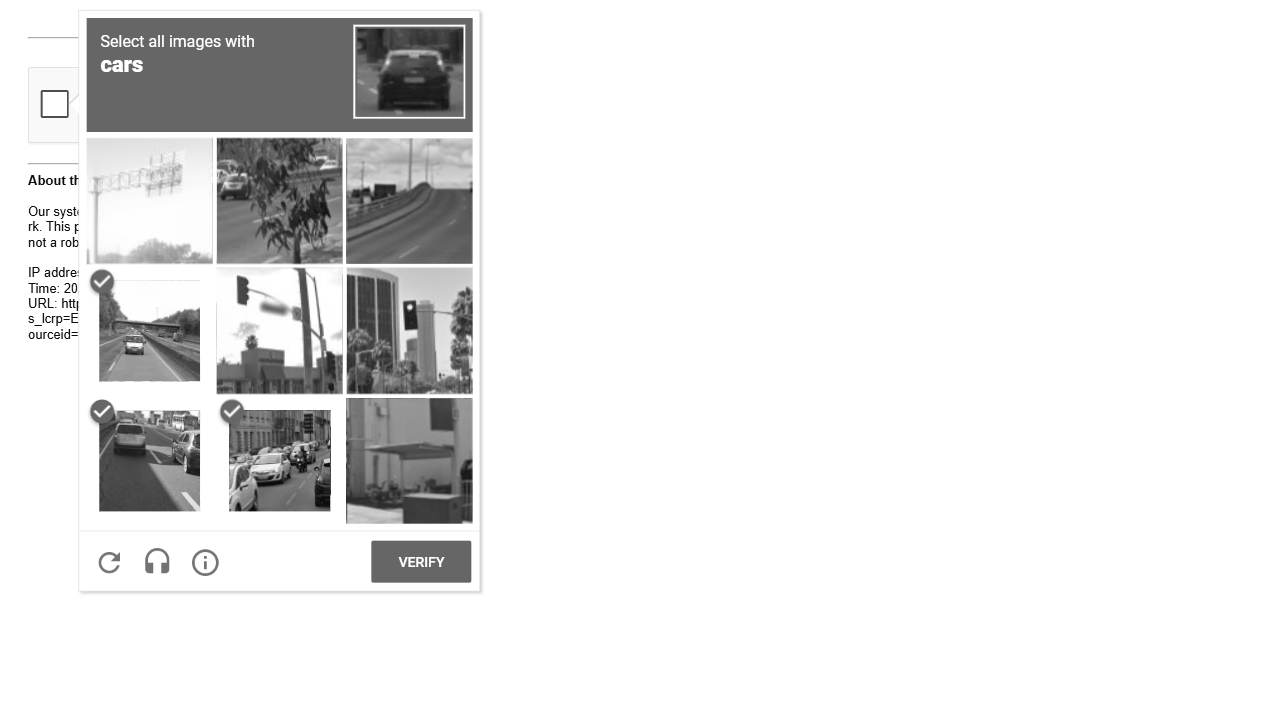 Select all images with
cars
About th
Our syste
rk. This p
not a rob
IP addres
Time: 20
URL: http
s_lcrp=E
ourceid=
VERIFY